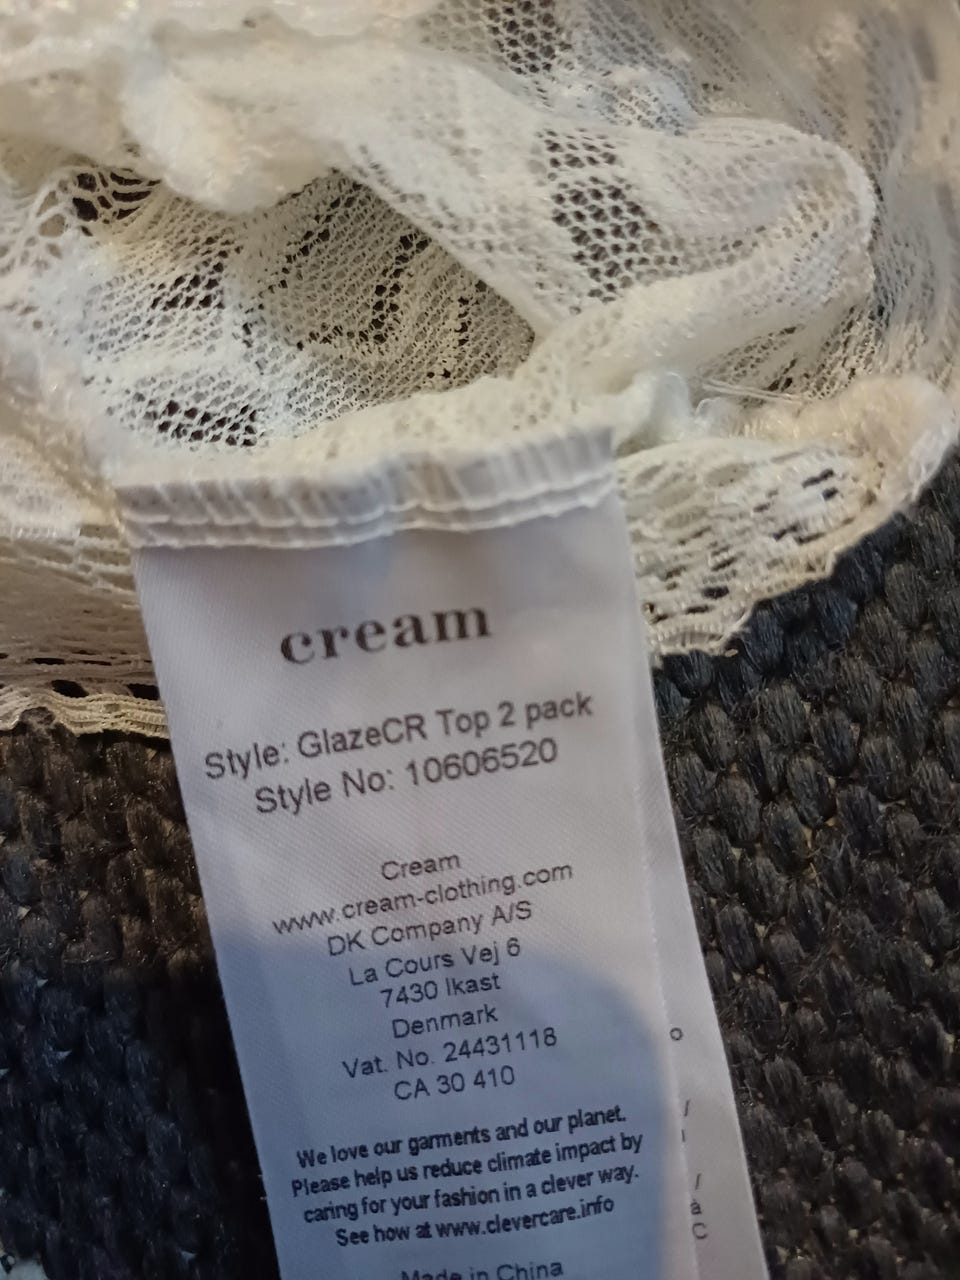 cream
Style: GlazeCR Top 2 pack
Style No: 10606520
Cream
www.cream-clothing.com
DK Company A/S
La Cours Vej 6
7430 Ikast
Denmark
Vat. No. 24431118
CA 30 410
We love our garments and our planet.
Please help us reduce climate impact by
caring for your fashion in a clever way.
See how at www.clevercare.info
Made in China